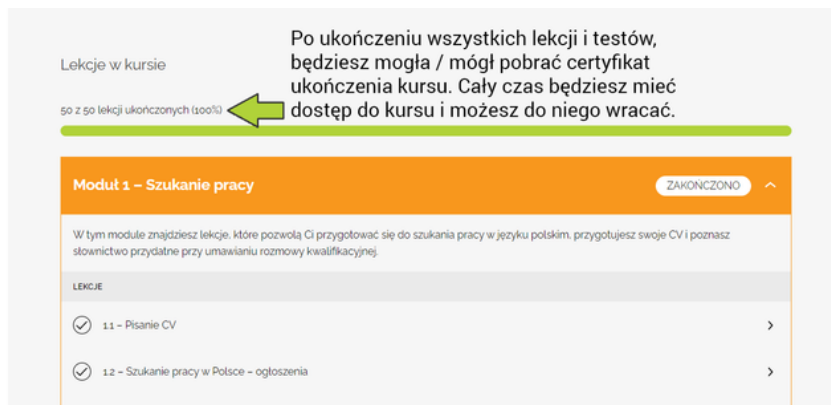 Lekcje w kursie
Po ukończeniu wszystkich lekcji i testów,
będziesz mogła / mógł pobrać certyfikat
ukończenia kursu. Cały czas będziesz mieć
dostęp do kursu i możesz do niego wracać.
50 z 50 lekcji ukończonych (100%)
Moduł 1 – Szukanie pracy
ZAKOŃCZONO
W tym module znajdziesz lekcje, które pozwolą Ci przygotować się do szukania pracy w języku polskim, przygotujesz swoje CV i poznasz
słownictwo przydatne przy umawianiu rozmowy kwalifikacyjnej.
LEKCJE
1.1 – Pisanie CV
1.2 – Szukanie pracy w Polsce – ogłoszenia